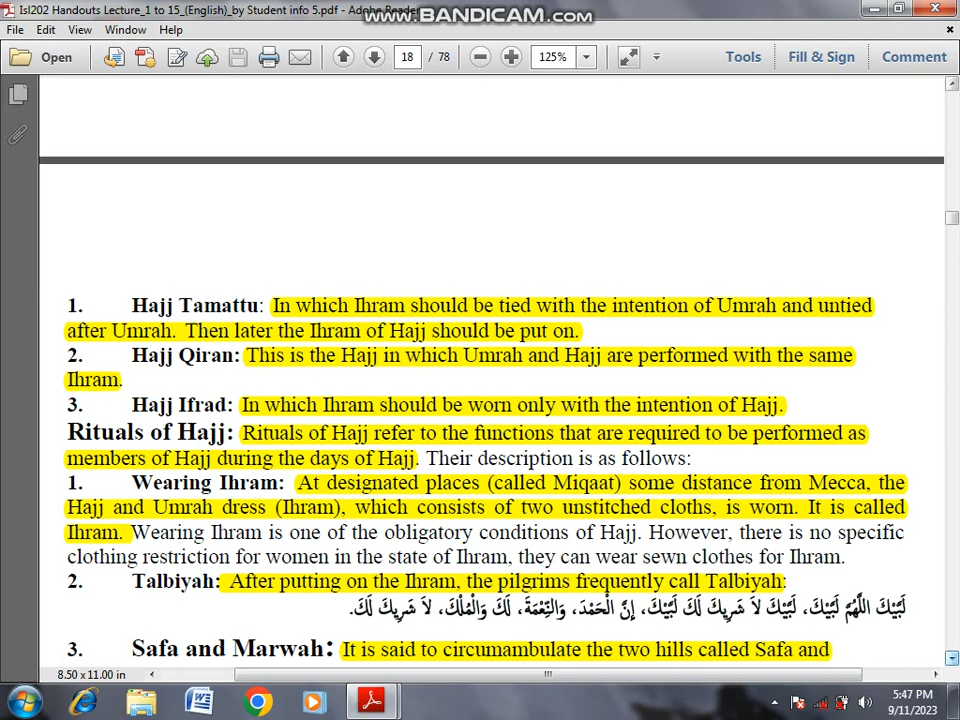 Isl202 Handouts Lecture_1 to 15_(English)_by Student info 5.pdf - Adobe Reader
www.BANDICAM.com
File Edit View Window Help
Open 18 / 78 125% Tools Fill & Sign Comment
1. Hajj Tamattu: In which Ihram should be tied with the intention of Umrah and untied
after Umrah. Then later the Ihram of Hajj should be put on.
2. Hajj Qiran: This is the Hajj in which Umrah and Hajj are performed with the same
Ihram.
3. Hajj Ifrad: In which Ihram should be worn only with the intention of Hajj.
Rituals of Hajj: Rituals of Hajj refer to the functions that are required to be performed as
members of Hajj during the days of Hajj. Their description is as follows:
1. Wearing Ihram: At designated places (called Miqaat) some distance from Mecca, the
Hajj and Umrah dress (Ihram), which consists of two unstitched cloths, is worn. It is called
Ihram. Wearing Ihram is one of the obligatory conditions of Hajj. However, there is no specific
clothing restriction for women in the state of Ihram, they can wear sewn clothes for Ihram.
2. Talbiyah: After putting on the Ihram, the pilgrims frequently call Talbiyah:
لَبَّيْكَ اللَّهُمَّ لَبَّيْكَ، لَبَّيْكَ لاَ شَرِيكَ لَكَ لَبَّيْكَ، إِنَّ الْحَمْدَ، وَالنِّعْمَةَ، لَكَ وَالْمُلْكَ، لاَ شَرِيكَ لَكَ.
3. Safa and Marwah: It is said to circumambulate the two hills called Safa and
8.50 x 11.00 in
5:47 PM
9/11/2023